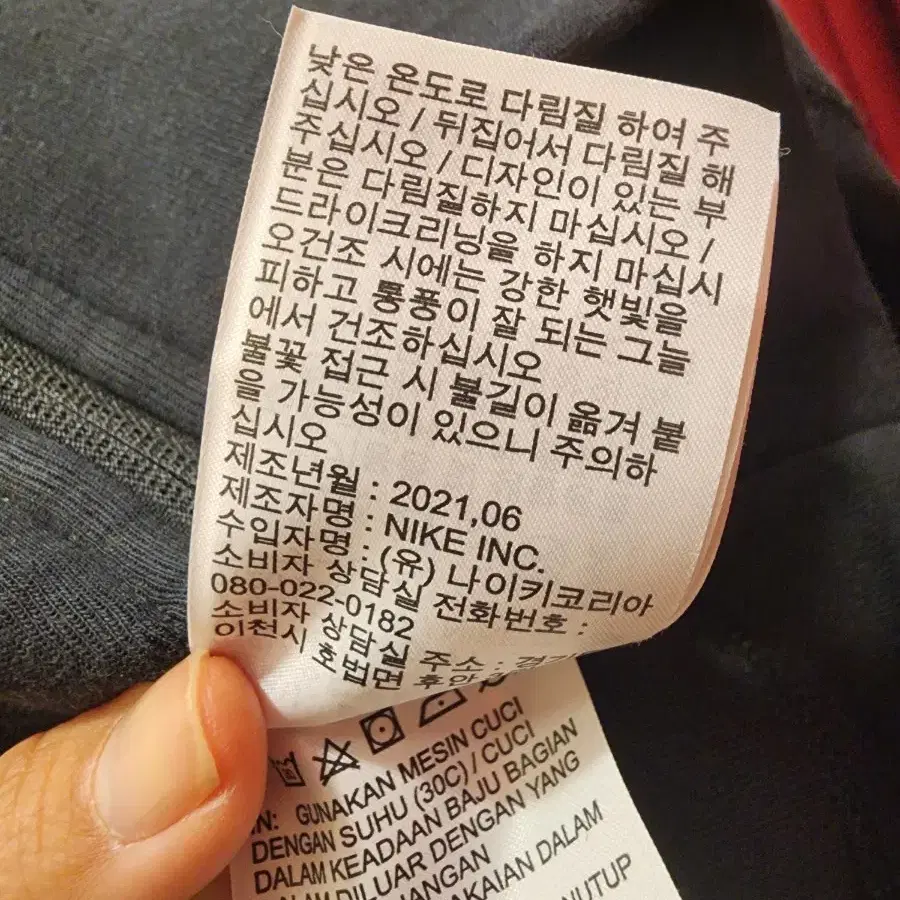 낮은 온도로 다림질 하여 주
십시오 / 뒤집어서 다림질 해
주십시오 / 디자인이 있는 부
분은 다림질하지 마십시오 /
드라이크리닝을 하지 마십시
오건조 시에는 강한 햇빛을
피하고 통풍이 잘 되는 그늘
에서 건조하십시오
불꽃 접근 시 불길이 옮겨 붙
을 가능성이 있으니 주의하
십시오
제조년월 : 2021,06
제조자명 : NIKE INC.
수입자명 : (유) 나이키코리아
소비자 상담실 전화번호 :
080-022-0182
소비자 상담실 주소 :
이천시 호법면
GUNAKAN MESIN CUCI
DENGAN SUHU (30C) / CUCI
DALAM KEADAAN BAJU BAGIAN
DILUAR DENGAN YANG
DALAM